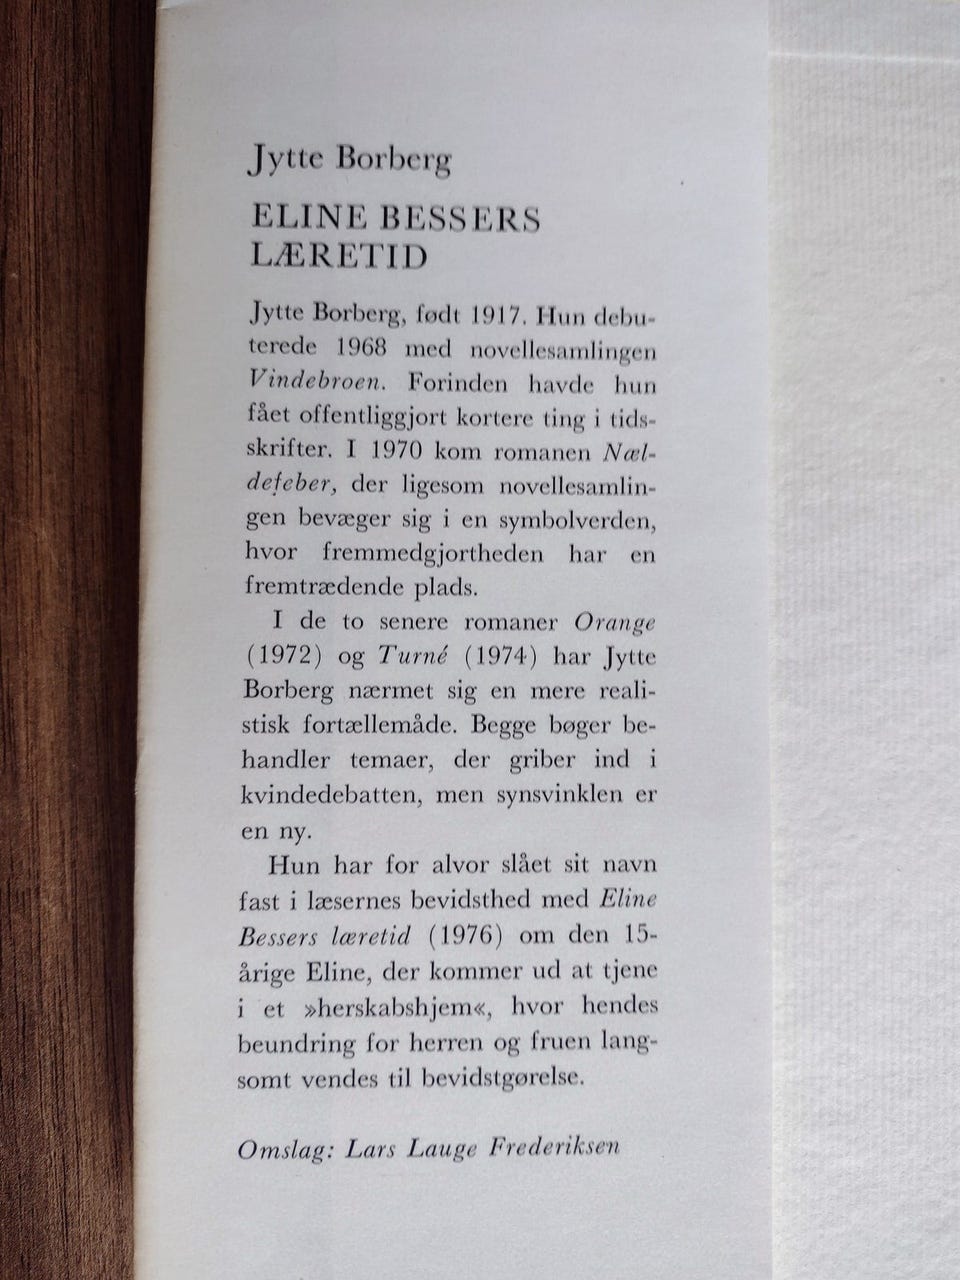 Jytte Borberg
ELINE BESSERS
LÆRETID
Jytte Borberg, født 1917. Hun debu-
terede 1968 med novellesamlingen
Vindebroen. Forinden havde hun
fået offentliggjort kortere ting i tids-
skrifter. I 1970 kom romanen Næl-
defeber, der ligesom novellesamlin-
gen bevæger sig i en symbolverden,
hvor fremmedgjortheden har en
fremtrædende plads.
I de to senere romaner Orange
(1972) og Turné (1974) har Jytte
Borberg nærmet sig en mere reali-
stisk fortællemåde. Begge bøger be-
handler temaer, der griber ind i
kvindedebatten, men synsvinklen er
en ny.
Hun har for alvor slået sit navn
fast i læsernes bevidsthed med Eline
Bessers læretid (1976) om den 15-
årige Eline, der kommer ud at tjene
i et »herskabshjem«, hvor hendes
beundring for herren og fruen lang-
somt vendes til bevidstgørelse.
Omslag: Lars Lauge Frederiksen